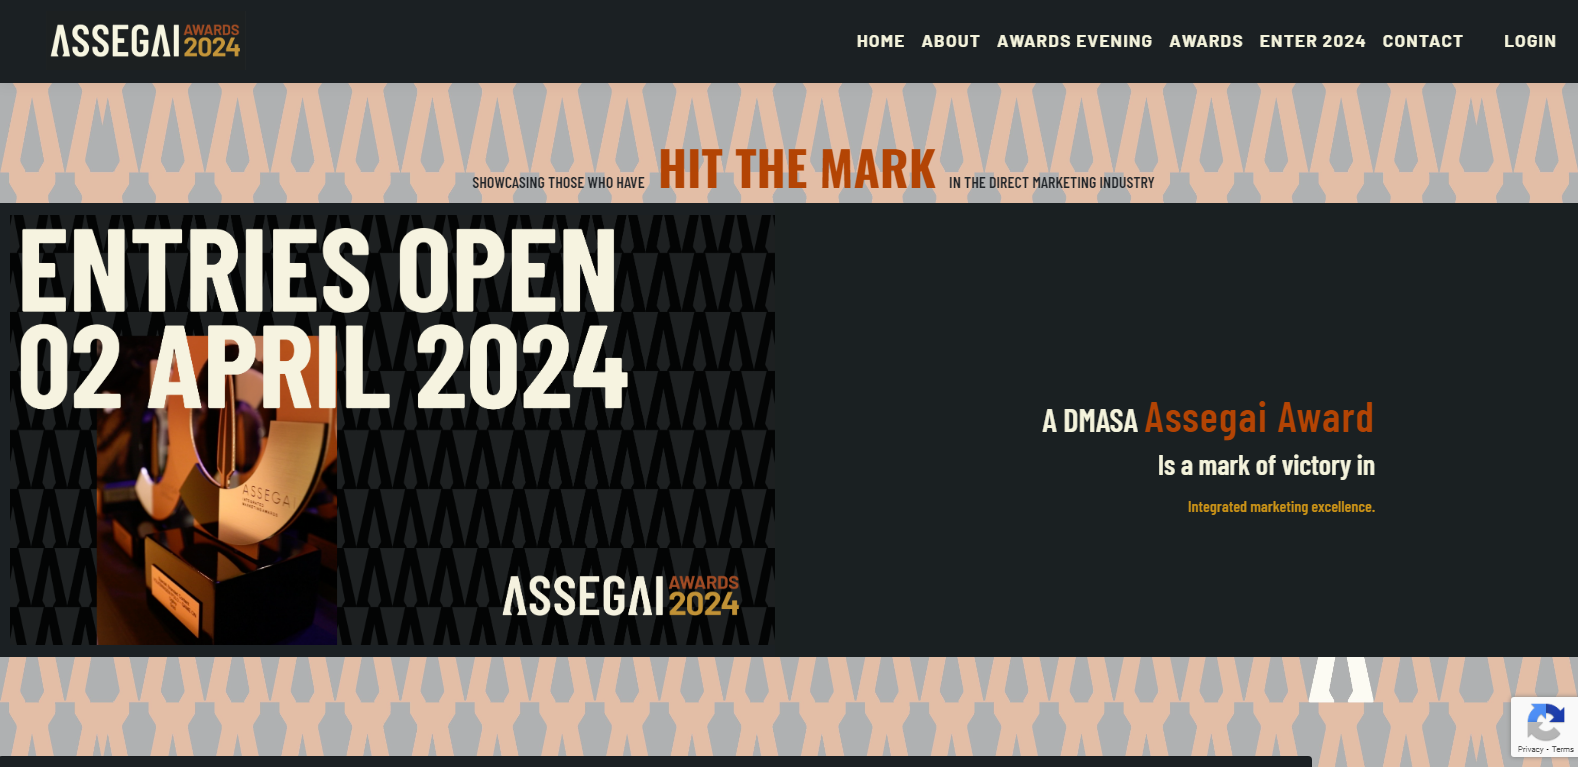 ASSEGAI AWARDS 2024
HOME ABOUT AWARDS EVENING AWARDS ENTER 2024 CONTACT LOGIN
SHOWCASING THOSE WHO HAVE HIT THE MARK IN THE DIRECT MARKETING INDUSTRY
ENTRIES OPEN
02 APRIL 2024
ASSEGAI
A DMASA Assegai Award
Is a mark of victory in
Integrated marketing excellence.
ASSEGAI AWARDS 2024
Privacy - Terms